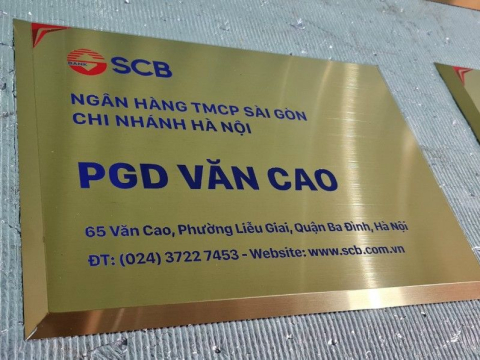 SCB
NGÂN HÀNG TMCP SÀI GÒN
CHI NHÁNH HÀ NỘI
PGD VĂN CAO
65 Văn Cao, Phường Liễu Giai, Quận Ba Đình, Hà Nội
ĐT: (024) 3722 7453 - Website: www.scb.com.vn